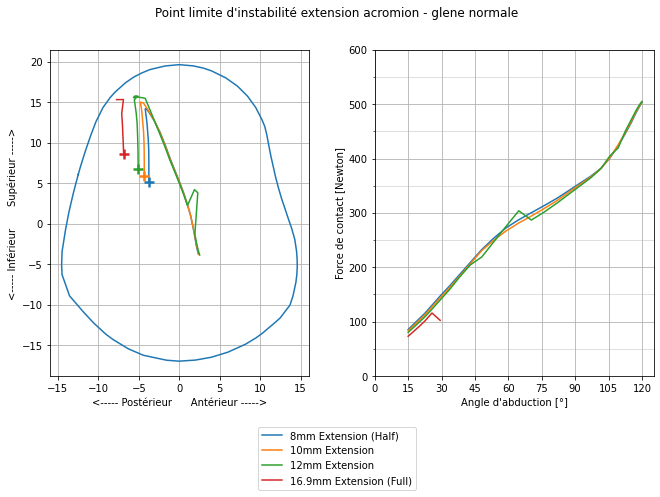 Point limite d'instabilité extension acromion - glene normale
20
15
10
5
0
−5
−10
−15
<----- Inférieur Supérieur ----->
−15 −10 −5 0 5 10 15
<----- Postérieur Antérieur ----->
600
500
400
300
200
100
0
Force de contact [Newton]
0 15 30 45 60 75 90 105 120
Angle d'abduction [°]
8mm Extension (Half)
10mm Extension
12mm Extension
16.9mm Extension (Full)